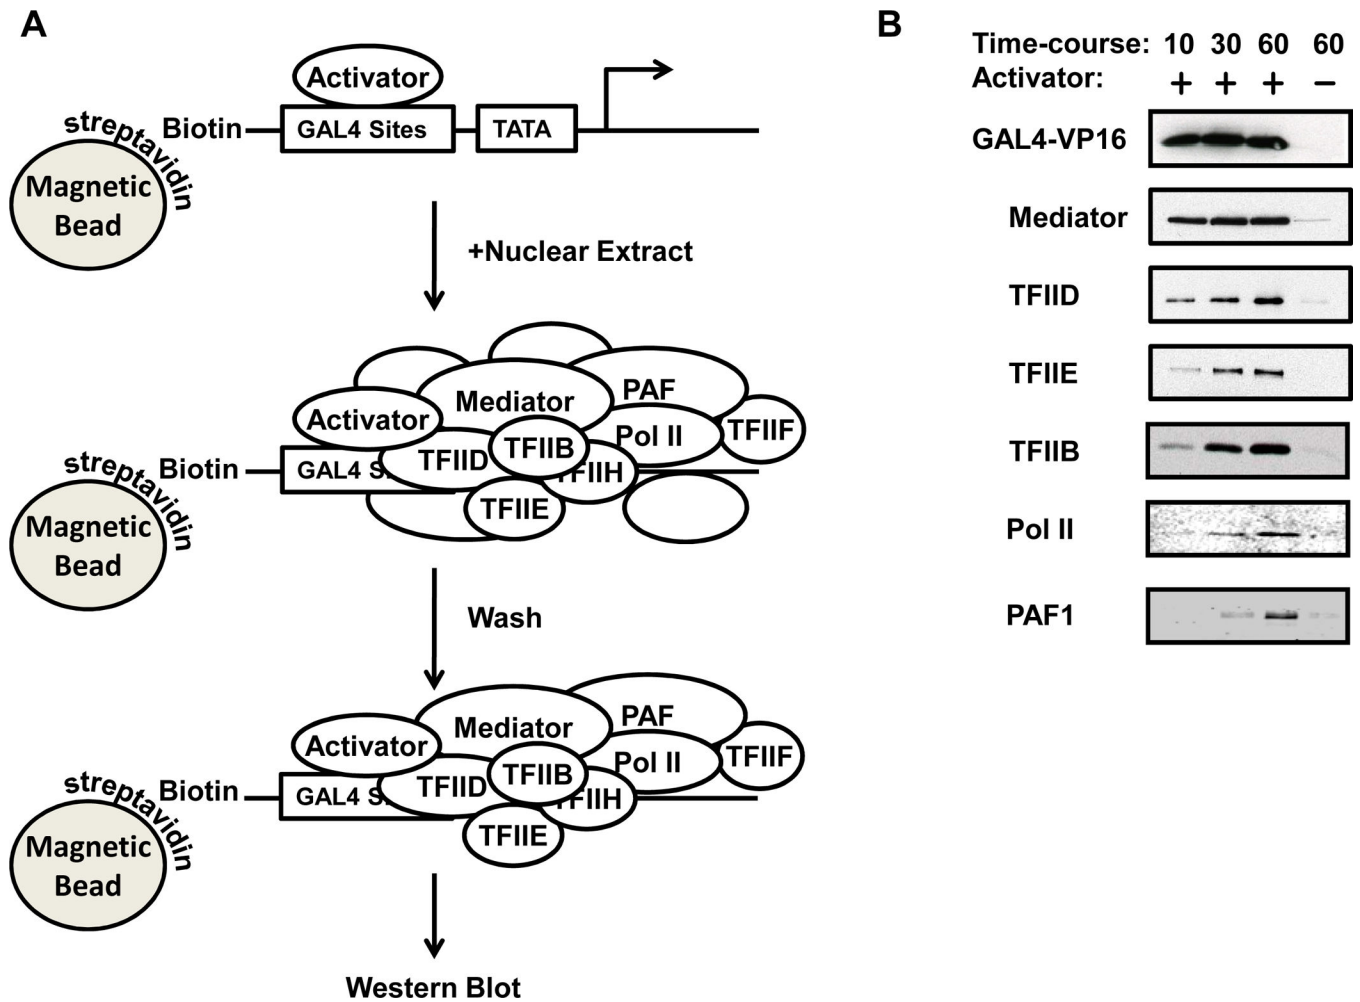 A
Activator
streptavidin
Biotin
GAL4 Sites
TATA
Magnetic
Bead
+Nuclear Extract
Mediator
PAF
Activator
TFIIB
Pol II
TFIIF
streptavidin
Biotin
GAL4 S
TFIID
TFIIH
Magnetic
Bead
TFIIE
Wash
Mediator
PAF
Activator
TFIIB
Pol II
TFIIF
streptavidin
Biotin
GAL4 S
TFIID
TFIIH
Magnetic
Bead
TFIIE
Western Blot
B
Time-course: 10 30 60 60
Activator: + + + –
GAL4-VP16
Mediator
TFIID
TFIIE
TFIIB
Pol II
PAF1